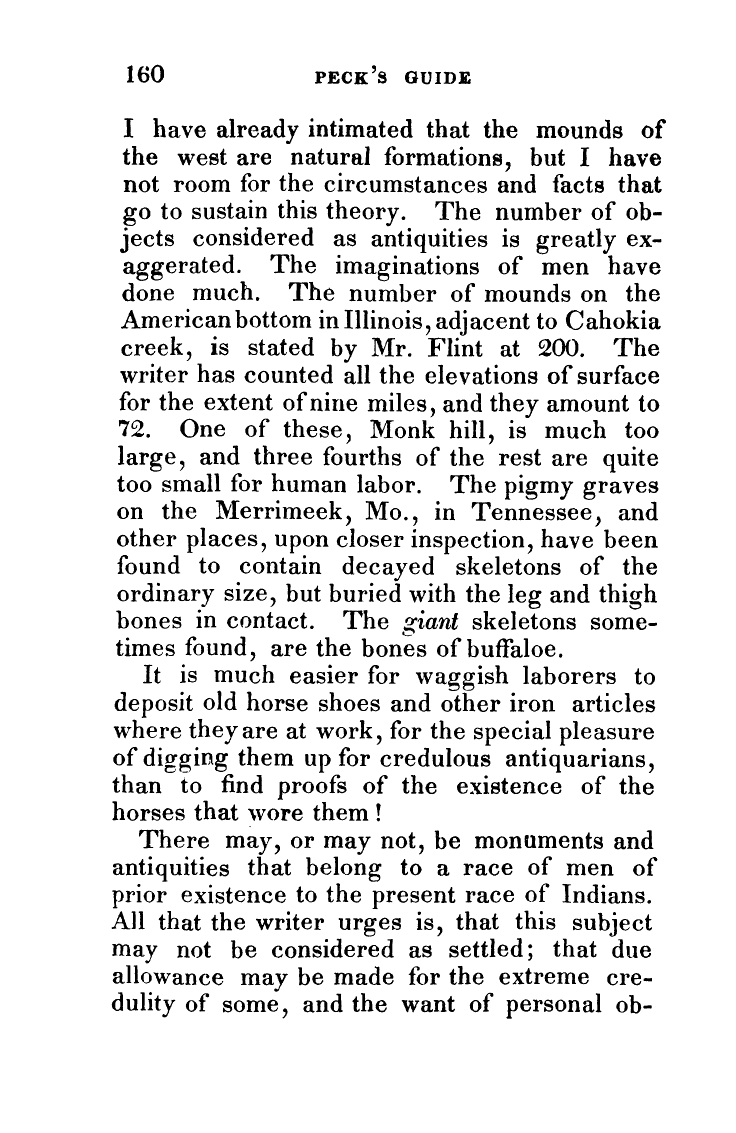 160 PECK'S GUIDE
I have already intimated that the mounds of
the west are natural formations, but I have
not room for the circumstances and facts that
go to sustain this theory. The number of ob-
jects considered as antiquities is greatly ex-
aggerated. The imaginations of men have
done much. The number of mounds on the
American bottom in Illinois, adjacent to Cahokia
creek, is stated by Mr. Flint at 200. The
writer has counted all the elevations of surface
for the extent of nine miles, and they amount to
72. One of these, Monk hill, is much too
large, and three fourths of the rest are quite
too small for human labor. The pigmy graves
on the Merrimeek, Mo., in Tennessee, and
other places, upon closer inspection, have been
found to contain decayed skeletons of the
ordinary size, but buried with the leg and thigh
bones in contact. The giant skeletons some-
times found, are the bones of buffaloe.
It is much easier for waggish laborers to
deposit old horse shoes and other iron articles
where they are at work, for the special pleasure
of digging them up for credulous antiquarians,
than to find proofs of the existence of the
horses that wore them!
There may, or may not, be monuments and
antiquities that belong to a race of men of
prior existence to the present race of Indians.
All that the writer urges is, that this subject
may not be considered as settled; that due
allowance may be made for the extreme cre-
dulity of some, and the want of personal ob-